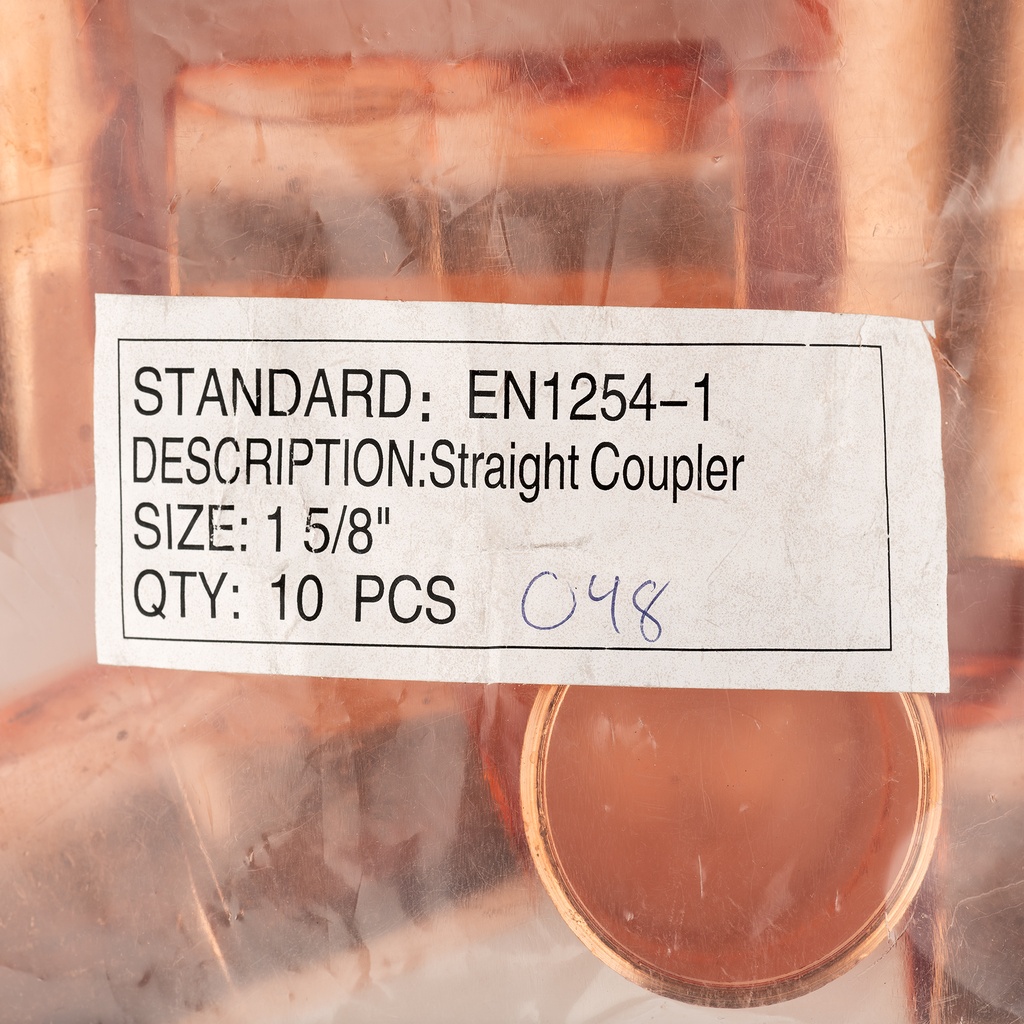 STANDARD: EN1254-1
DESCRIPTION:Straight Coupler
SIZE: 1 5/8"
QTY: 10 PCS 048